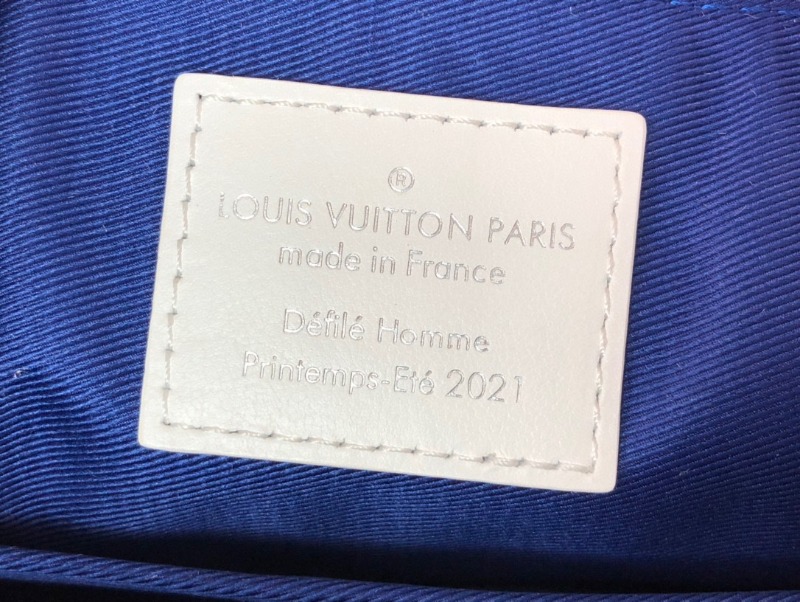 ®
LOUIS VUITTON PARIS
made in France
Défilé Homme
Printemps-Eté 2021